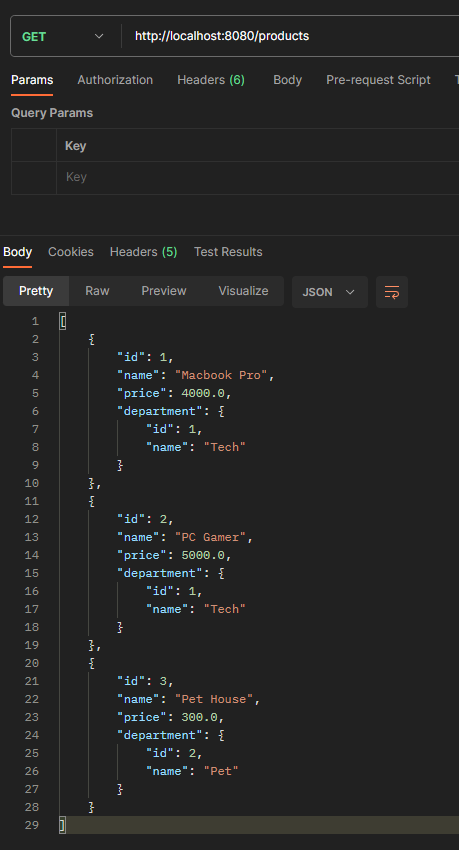 GET http://localhost:8080/products
Params Authorization Headers (6) Body Pre-request Script
Query Params
Key
Key
Body Cookies Headers (5) Test Results
Pretty Raw Preview Visualize JSON
1 [
2 {
3 "id": 1,
4 "name": "Macbook Pro",
5 "price": 4000.0,
6 "department": {
7 "id": 1,
8 "name": "Tech"
9 }
10 },
11 {
12 "id": 2,
13 "name": "PC Gamer",
14 "price": 5000.0,
15 "department": {
16 "id": 1,
17 "name": "Tech"
18 }
19 },
20 {
21 "id": 3,
22 "name": "Pet House",
23 "price": 300.0,
24 "department": {
25 "id": 2,
26 "name": "Pet"
27 }
28 }
29 ]